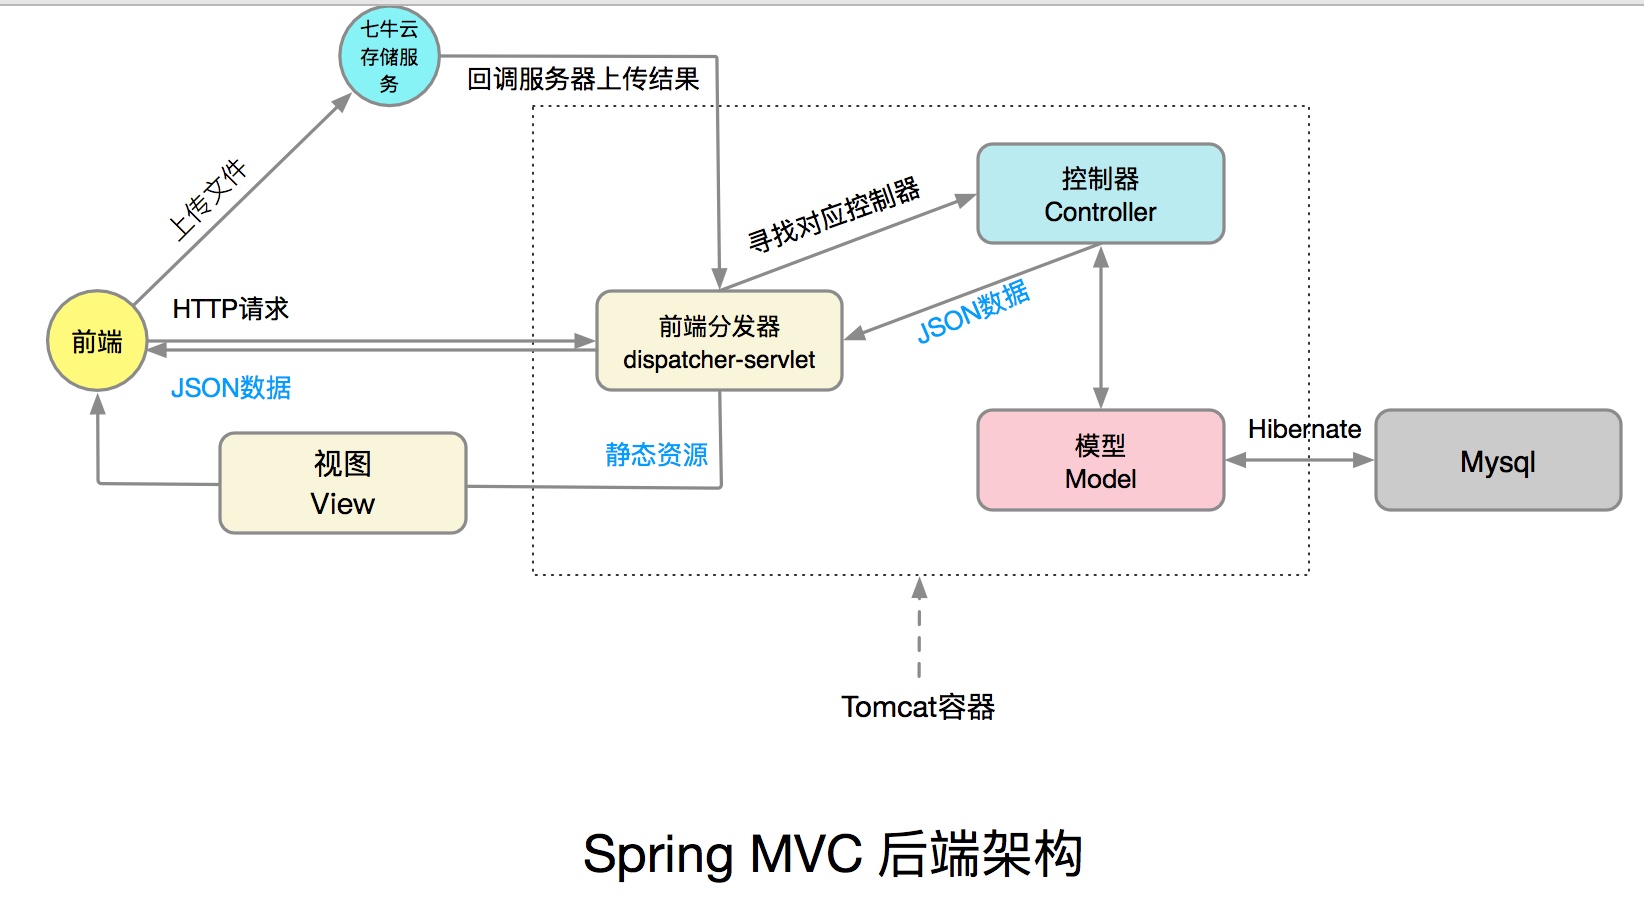 七牛云
存储服
务
回调服务器上传结果
上传文件
控制器
Controller
寻找对应控制器
HTTP请求
前端
前端分发器
dispatcher-servlet
JSON数据
JSON数据
静态资源
视图
View
模型
Model
Hibernate
Mysql
Tomcat容器
Spring MVC 后端架构